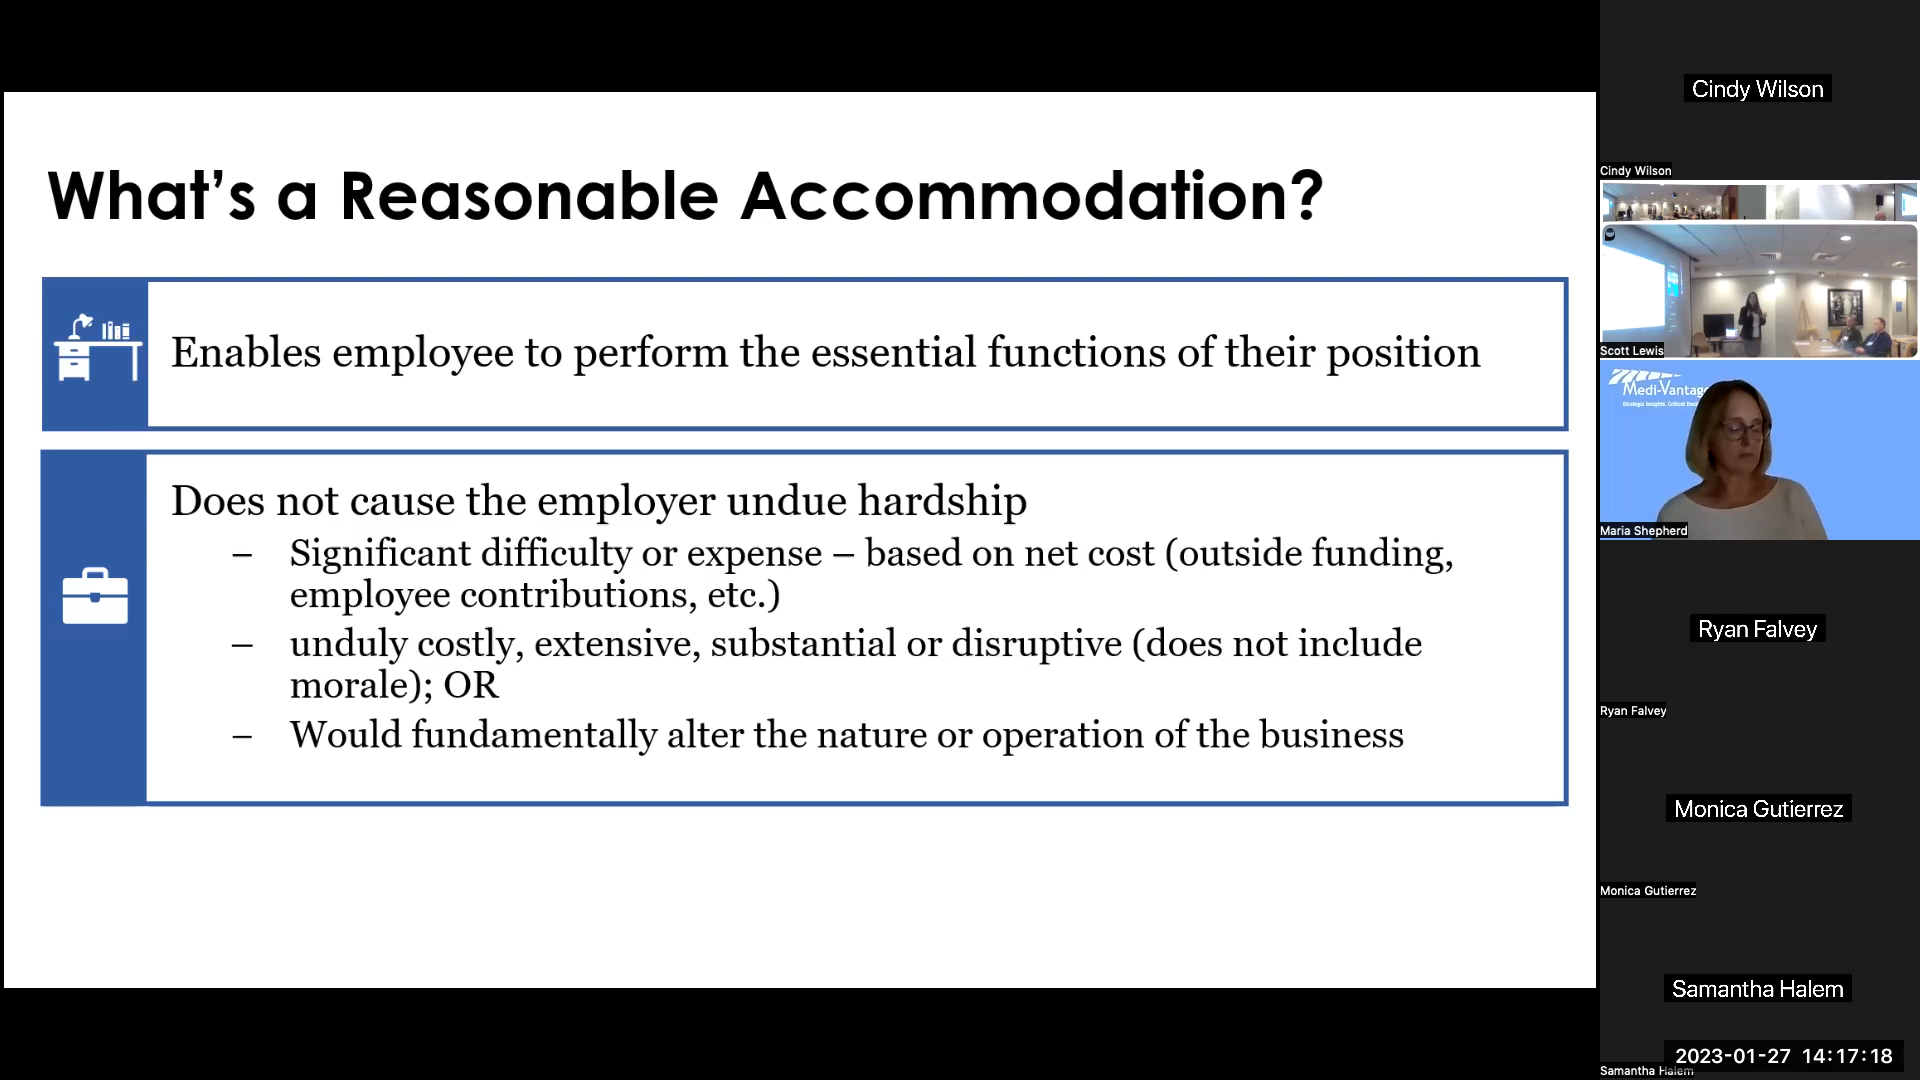 What's a Reasonable Accommodation?
Enables employee to perform the essential functions of their position
Does not cause the employer undue hardship
– Significant difficulty or expense – based on net cost (outside funding,
employee contributions, etc.)
– unduly costly, extensive, substantial or disruptive (does not include
morale); OR
– Would fundamentally alter the nature or operation of the business
Cindy Wilson
Cindy Wilson
Scott Lewis
Medi-Vantag
Strategic Insights. Critical
Maria Shepherd
Ryan Falvey
Ryan Falvey
Monica Gutierrez
Monica Gutierrez
Samantha Halem
2023-01-27 14:17:18
Samantha Halem